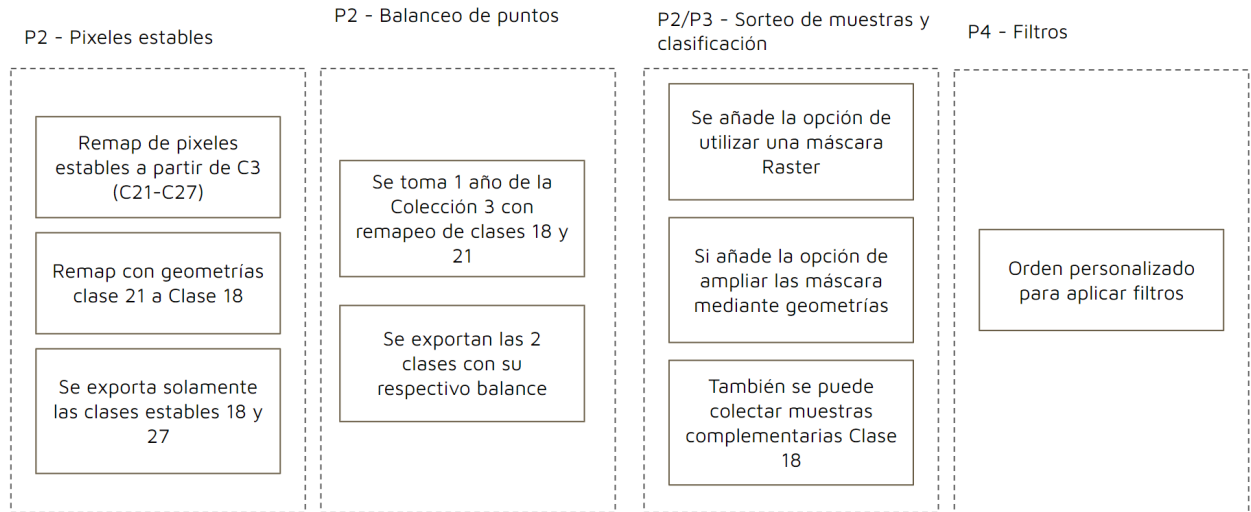 P2 - Pixeles estables
Remap de pixeles
estables a partir de C3
(C21-C27)
Remap con geometrías
clase 21 a Clase 18
Se exporta solamente
las clases estables 18 y
27
P2 - Balanceo de puntos
Se toma 1 año de la
Colección 3 con
remapeo de clases 18 y
21
Se exportan las 2
clases con su
respectivo balance
P2/P3 - Sorteo de muestras y
clasificación
Se añade la opción de
utilizar una máscara
Raster
Si añade la opción de
ampliar las máscara
mediante geometrías
También se puede
colectar muestras
complementarias Clase
18
P4 - Filtros
Orden personalizado
para aplicar filtros